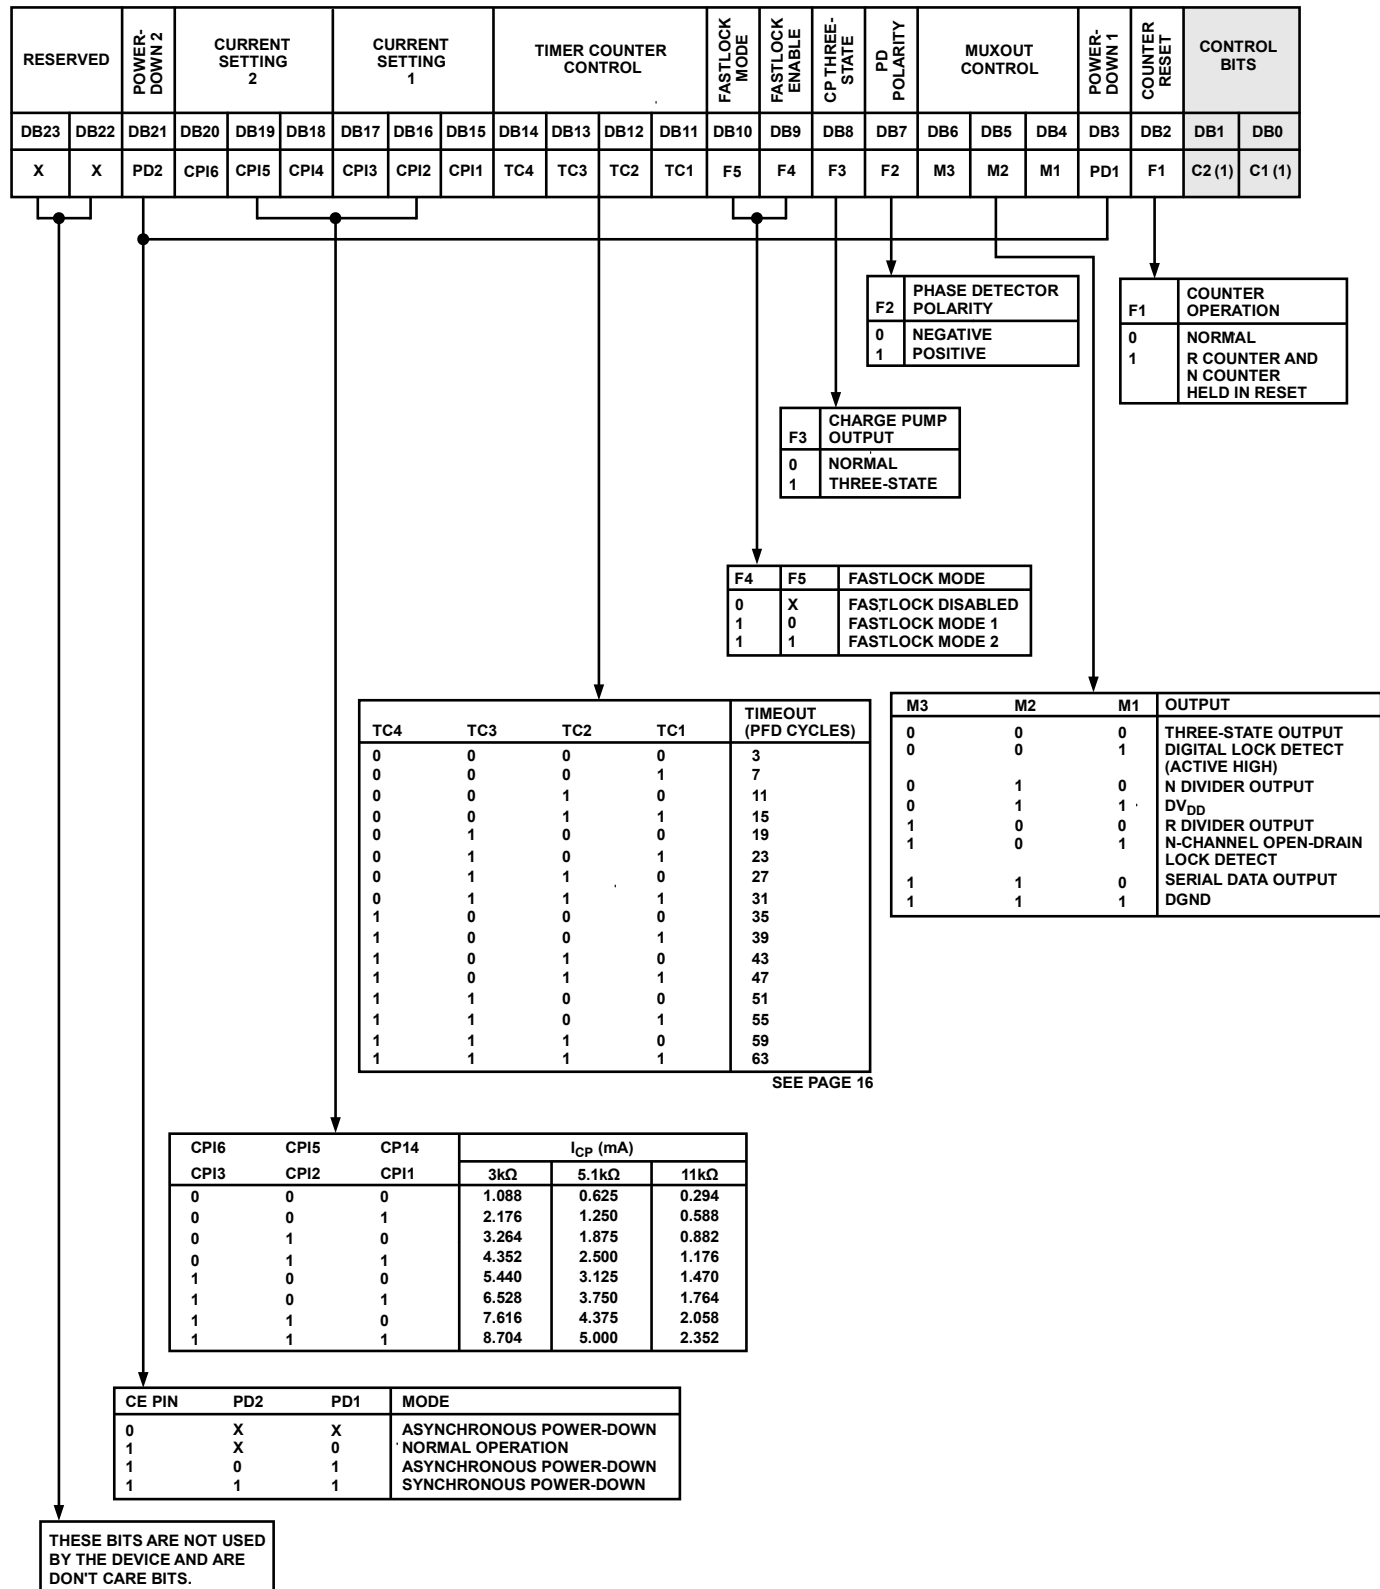 RESERVED
POWER-
DOWN 2
CURRENT
SETTING
2
CURRENT
SETTING
1
TIMER COUNTER
CONTROL
FASTLOCK
MODE
FASTLOCK
ENABLE
CP THREE-
STATE
PD
POLARITY
MUXOUT
CONTROL
POWER-
DOWN 1
COUNTER
RESET
CONTROL
BITS
DB23 DB22 DB21 DB20 DB19 DB18 DB17 DB16 DB15 DB14 DB13 DB12 DB11 DB10 DB9 DB8 DB7 DB6 DB5 DB4 DB3 DB2 DB1 DB0
X X PD2 CPI6 CPI5 CPI4 CPI3 CPI2 CPI1 TC4 TC3 TC2 TC1 F5 F4 F3 F2 M3 M2 M1 PD1 F1 C2 (1) C1 (1)
F2 PHASE DETECTOR
POLARITY
0 NEGATIVE
1 POSITIVE
F1 COUNTER
OPERATION
0 NORMAL
1 R COUNTER AND
N COUNTER
HELD IN RESET
F3 CHARGE PUMP
OUTPUT
0 NORMAL
1 THREE-STATE
F4 F5 FASTLOCK MODE
0 X FASTLOCK DISABLED
1 0 FASTLOCK MODE 1
1 1 FASTLOCK MODE 2
TC4 TC3 TC2 TC1 TIMEOUT
(PFD CYCLES)
0 0 0 0 3
0 0 0 1 7
0 0 1 0 11
0 0 1 1 15
0 1 0 0 19
0 1 0 1 23
0 1 1 0 27
0 1 1 1 31
1 0 0 0 35
1 0 0 1 39
1 0 1 0 43
1 0 1 1 47
1 1 0 0 51
1 1 0 1 55
1 1 1 0 59
1 1 1 1 63
SEE PAGE 16
M3 M2 M1 OUTPUT
0 0 0 THREE-STATE OUTPUT
0 0 1 DIGITAL LOCK DETECT
(ACTIVE HIGH)
0 1 0 N DIVIDER OUTPUT
0 1 1 DVDD
1 0 0 R DIVIDER OUTPUT
1 0 1 N-CHANNEL OPEN-DRAIN
LOCK DETECT
1 1 0 SERIAL DATA OUTPUT
1 1 1 DGND
CPI6 CPI5 CP14 ICP (mA)
CPI3 CPI2 CPI1 3kΩ 5.1kΩ 11kΩ
0 0 0 1.088 0.625 0.294
0 0 1 2.176 1.250 0.588
0 1 0 3.264 1.875 0.882
0 1 1 4.352 2.500 1.176
1 0 0 5.440 3.125 1.470
1 0 1 6.528 3.750 1.764
1 1 0 7.616 4.375 2.058
1 1 1 8.704 5.000 2.352
CE PIN PD2 PD1 MODE
0 X X ASYNCHRONOUS POWER-DOWN
1 X 0 NORMAL OPERATION
1 0 1 ASYNCHRONOUS POWER-DOWN
1 1 1 SYNCHRONOUS POWER-DOWN
THESE BITS ARE NOT USED
BY THE DEVICE AND ARE
DON'T CARE BITS.